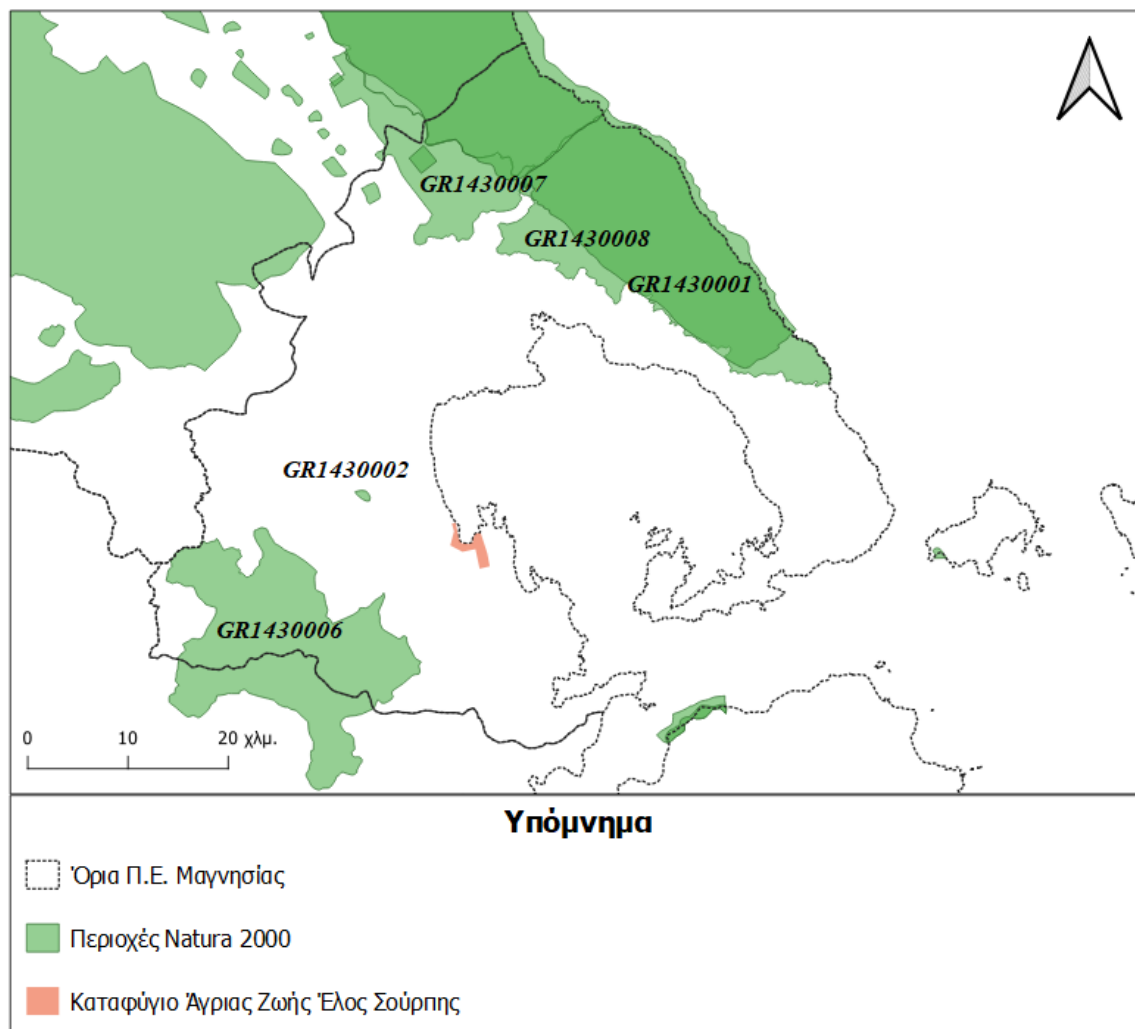 GR1430007
GR1430008
GR1430001
GR1430002
GR1430006
0 10 20 χλμ.
Υπόμνημα
Όρια Π.Ε. Μαγνησίας
Περιοχές Natura 2000
Καταφύγιο Άγριας Ζωής Έλος Σούρπης